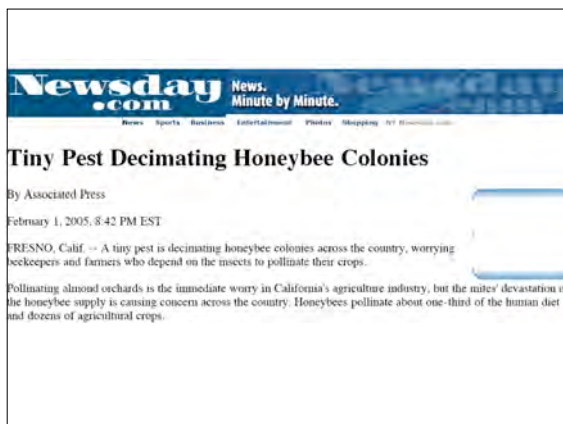 Newsday
.com
News.
Minute by Minute.
News Sports Business Entertainment Photos Shopping
Tiny Pest Decimating Honeybee Colonies
By Associated Press
February 1, 2005, 8:42 PM EST
FRESNO, Calif. -- A tiny pest is decimating honeybee colonies across the country, worrying
beekeepers and farmers who depend on the insects to pollinate their crops.
Pollinating almond orchards is the immediate worry in California's agriculture industry, but the mites' devastation
the honeybee supply is causing concern across the country. Honeybees pollinate about one-third of the human diet
and dozens of agricultural crops.